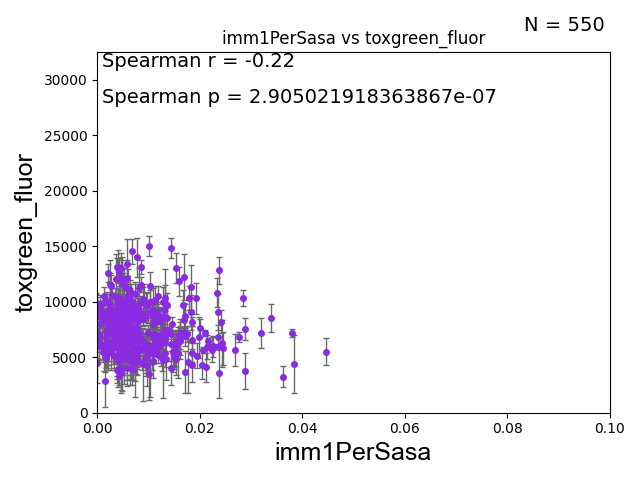 N = 550
imm1PerSasa vs toxgreen_fluor
Spearman r = -0.22
Spearman p = 2.905021918363867e-07
30000
25000
20000
15000
10000
5000
0
toxgreen_fluor
0.00 0.02 0.04 0.06 0.08 0.10
imm1PerSasa